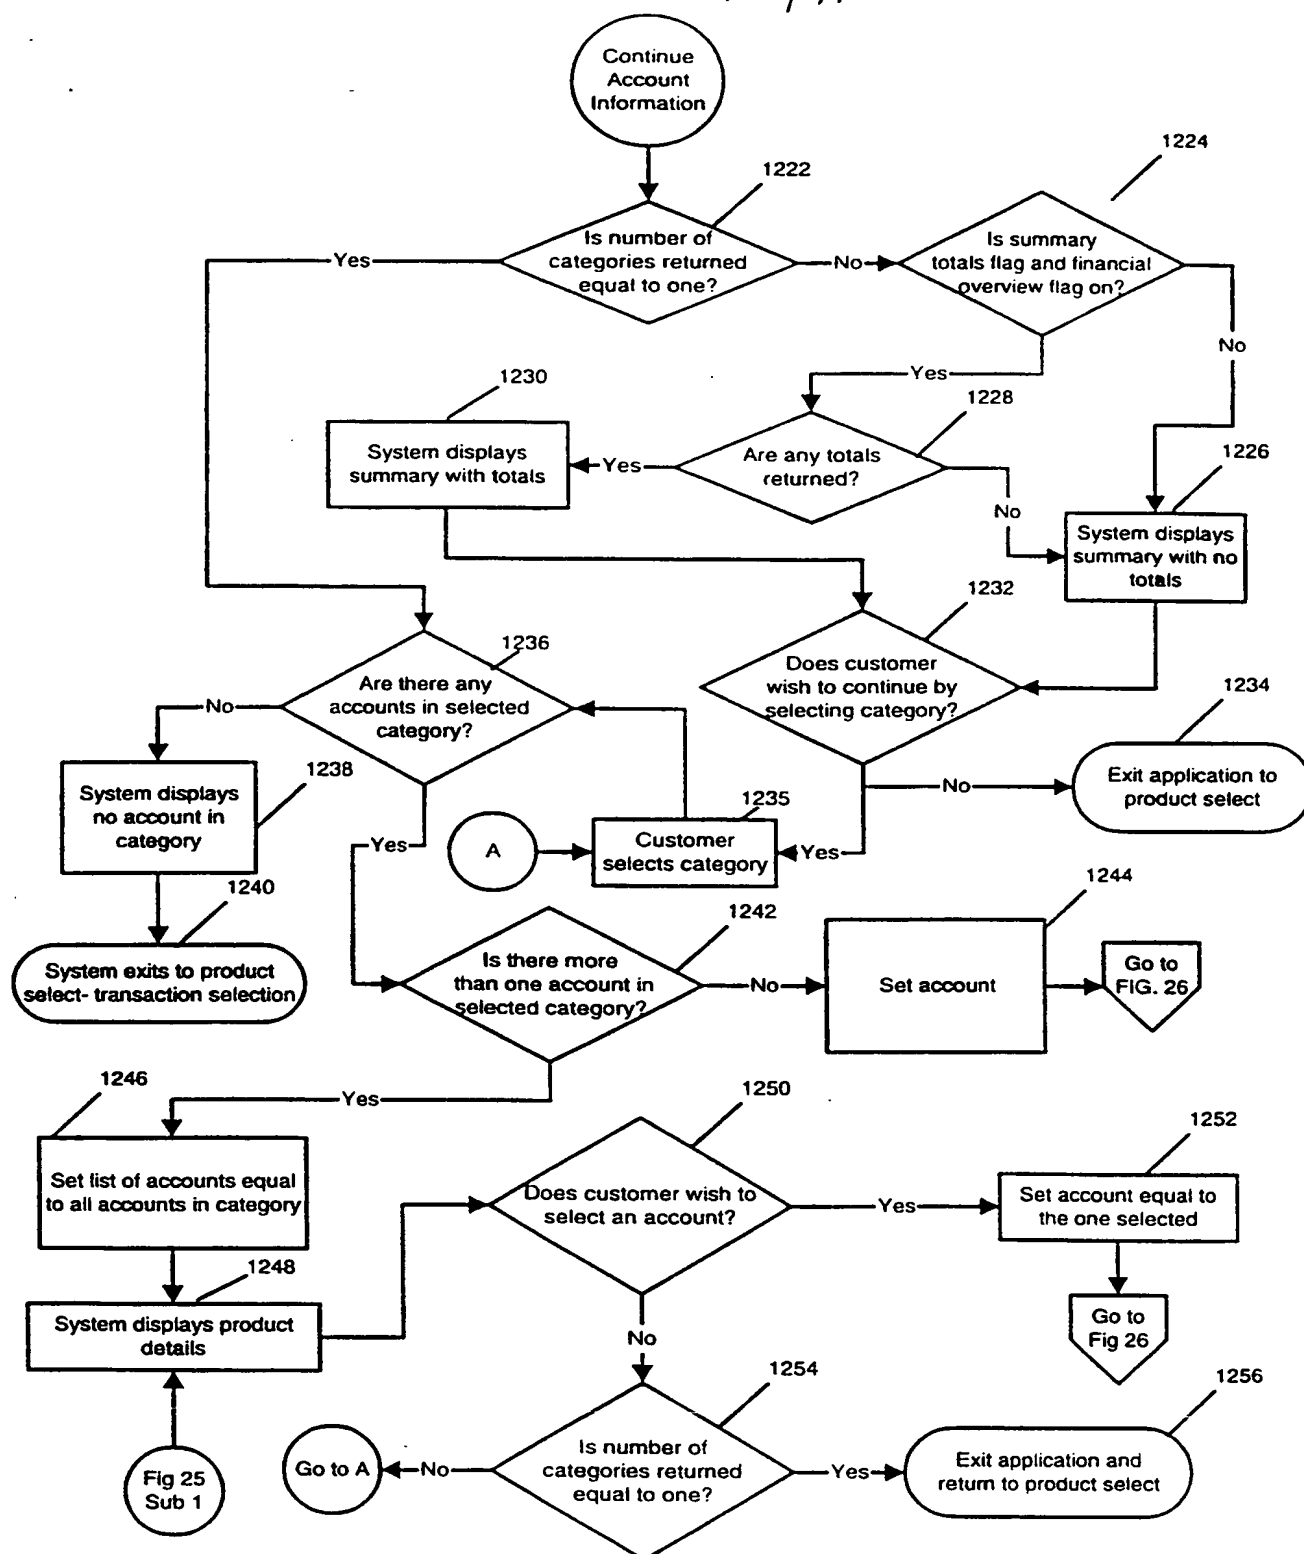 Continue
Account
Information
1222
1224
Is number of
categories returned
equal to one?
Yes
No
Is summary
totals flag and financial
overview flag on?
No
Yes
1230
1228
System displays
summary with totals
Yes
Are any totals
returned?
No
1226
System displays
summary with no
totals
1232
1236
Does customer
wish to continue by
selecting category?
Are there any
accounts in selected
category?
No
1234
Exit application to
product select
No
1238
System displays
no account in
category
1235
Customer
selects category
Yes
A
Yes
1240
System exits to product
select- transaction selection
1242
Is there more
than one account in
selected category?
No
1244
Set account
Go to
FIG. 26
Yes
1246
Set list of accounts equal
to all accounts in category
1250
Does customer wish to
select an account?
Yes
1252
Set account equal to
the one selected
1248
System displays product
details
Go to
Fig 26
No
1254
1256
Fig 25
Sub 1
Go to A
No
Is number of
categories returned
equal to one?
Yes
Exit application and
return to product select